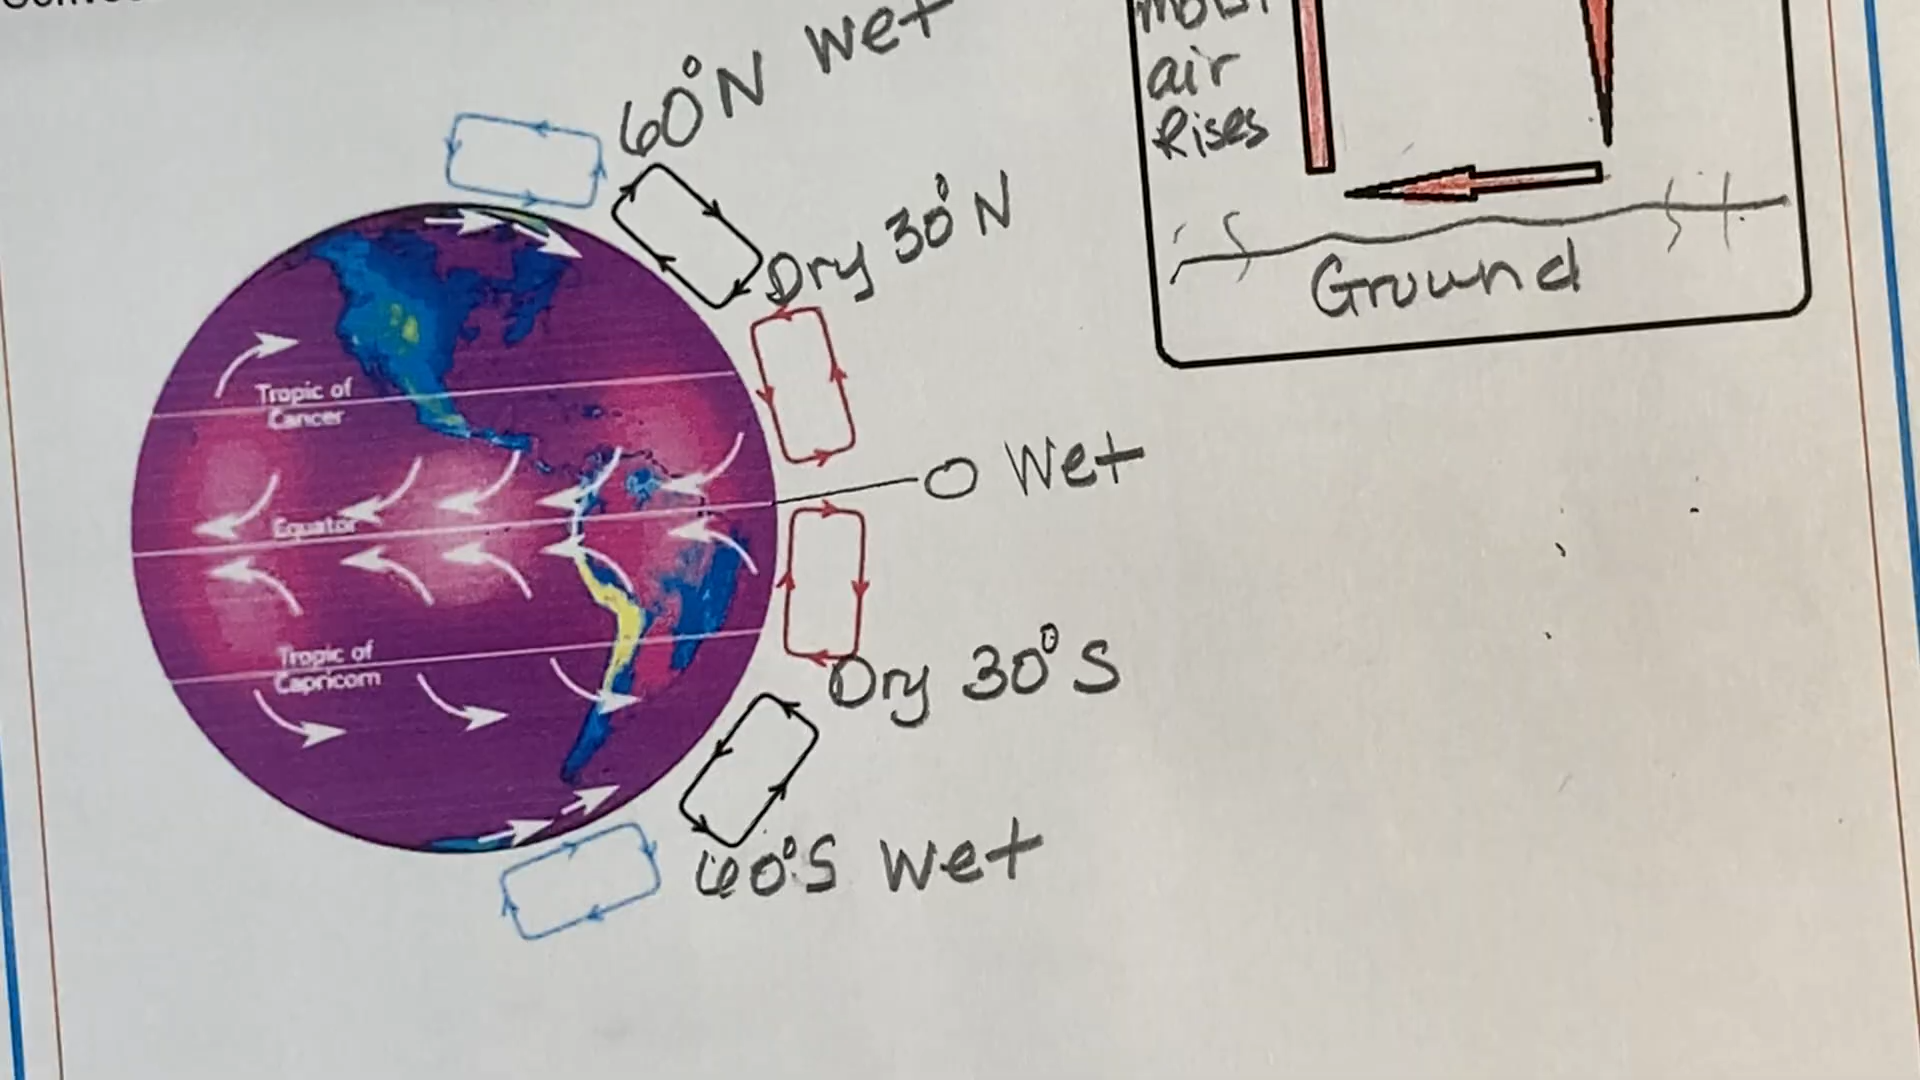 60°N Wet
air
Rises
Dry 30°N
Ground
Tropic of
Cancer
0 Wet
Equator
Tropic of
Capricorn
Dry 30°S
60°S Wet